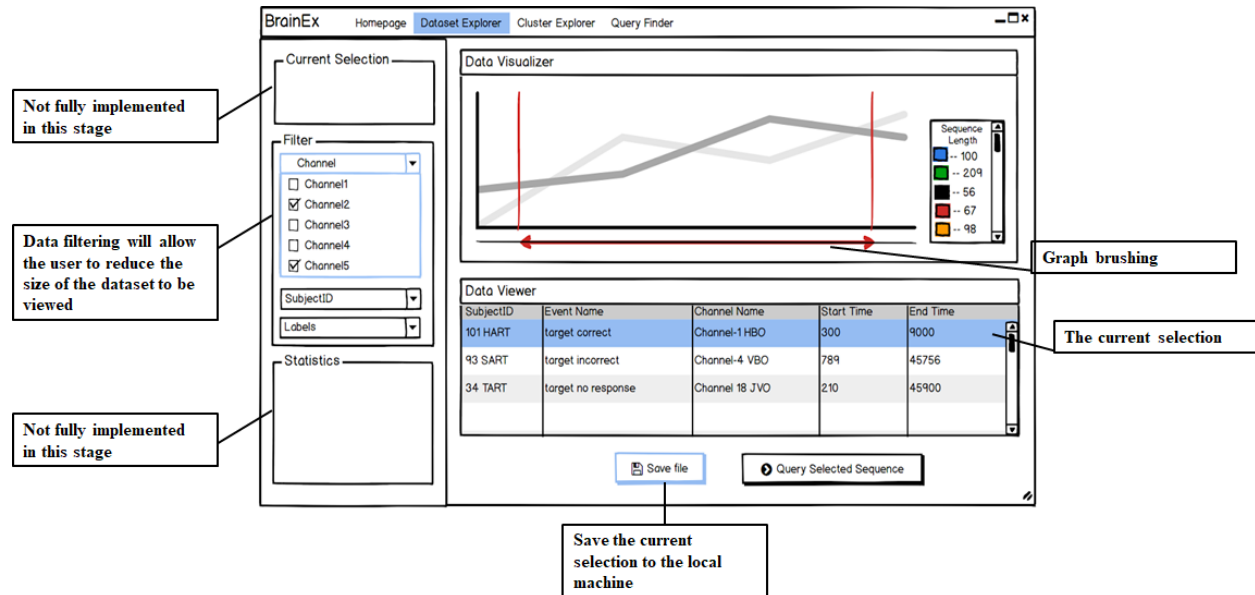 BrainEx Homepage Dataset Explorer Cluster Explorer Query Finder
Current Selection
Not fully implemented
in this stage
Filter
Channel
Channel1
Channel2
Channel3
Channel4
Channel5
SubjectID
Labels
Data filtering will allow
the user to reduce the
size of the dataset to be
viewed
Statistics
Not fully implemented
in this stage
Data Visualizer
Sequence
Length
-- 100
-- 209
-- 56
-- 67
-- 98
Graph brushing
Data Viewer
SubjectID Event Name Channel Name Start Time End Time
101 HART target correct Channel-1 HBO 300 9000
93 SART target incorrect Channel-4 VBO 789 45756
34 TART target no response Channel 18 JVO 210 45900
The current selection
Save file Query Selected Sequence
Save the current
selection to the local
machine